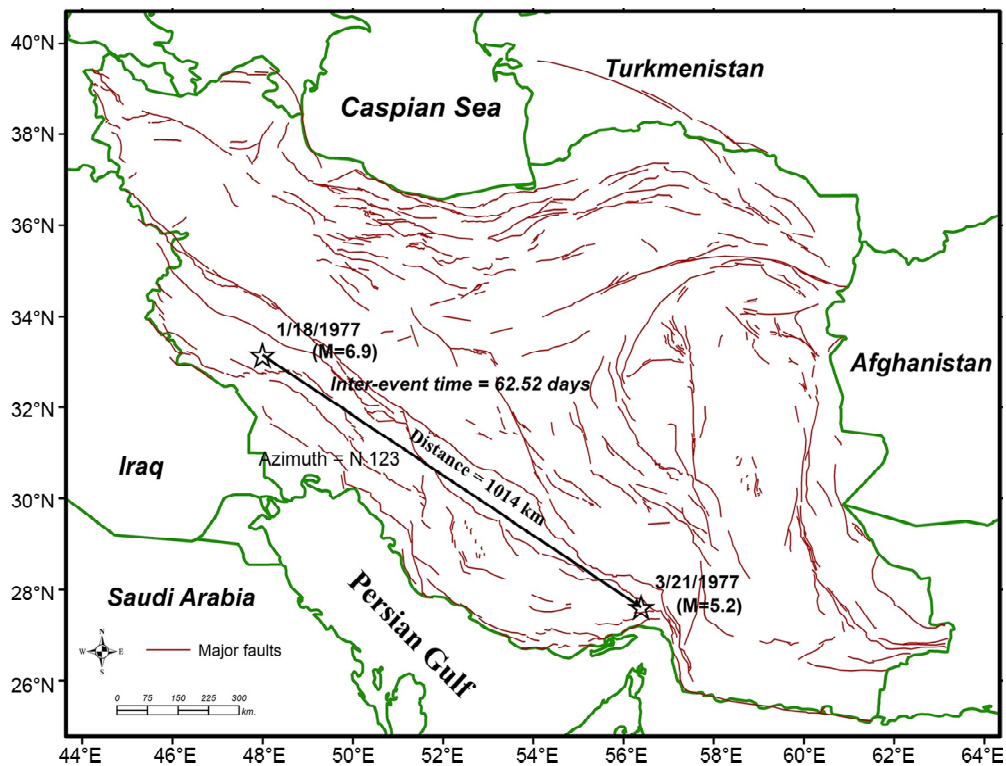 40°N
38°N
36°N
34°N
32°N
30°N
28°N
26°N
Turkmenistan
Caspian Sea
1/18/1977
(M=6.9)
Inter-event time = 62.52 days
Afghanistan
Iraq
Azimuth = N 123
Distance = 1014 km
3/21/1977
(M=5.2)
Saudi Arabia
Persian Gulf
N
W
E
S
Major faults
0 75 150 225 300
km.
44°E 46°E 48°E 50°E 52°E 54°E 56°E 58°E 60°E 62°E 64°E